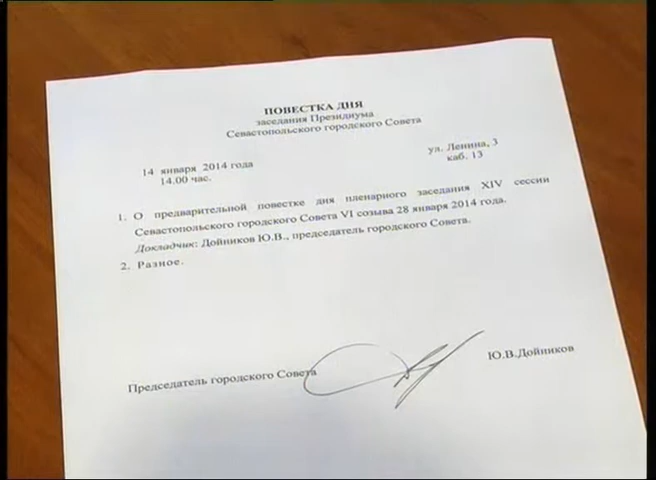 ПОВЕСТКА ДНЯ
заседания Президиума
Севастопольского городского Совета
14 января 2014 года
14.00 час.
ул. Ленина, 3
каб. 13
1. О предварительной повестке дня пленарного заседания XIV сессии
Севастопольского городского Совета VI созыва 28 января 2014 года.
Докладчик: Дойников Ю.В., председатель городского Совета.
2. Разное.
Председатель городского Совета
Ю.В.Дойников